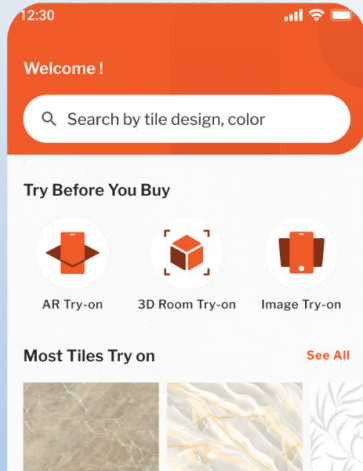 12:30
Welcome !
Search by tile design, color
Try Before You Buy
AR Try-on 3D Room Try-on Image Try-on
Most Tiles Try on See All